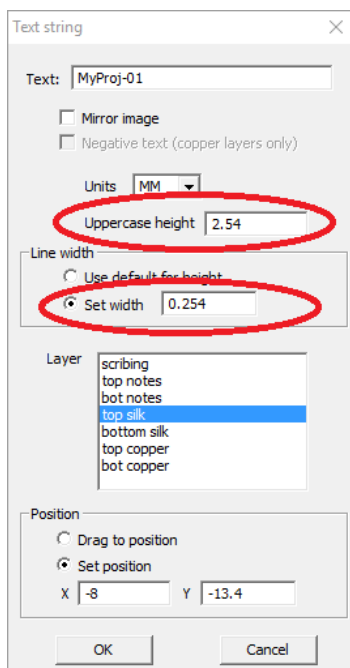 Text string
Text: MyProj-01
Mirror image
Negative text (copper layers only)
Units MM
Uppercase height 2.54
Line width
Use default for height
Set width 0.254
Layer
scribing
top notes
bot notes
top silk
bottom silk
top copper
bot copper
Position
Drag to position
Set position
X -8 Y -13.4
OK Cancel